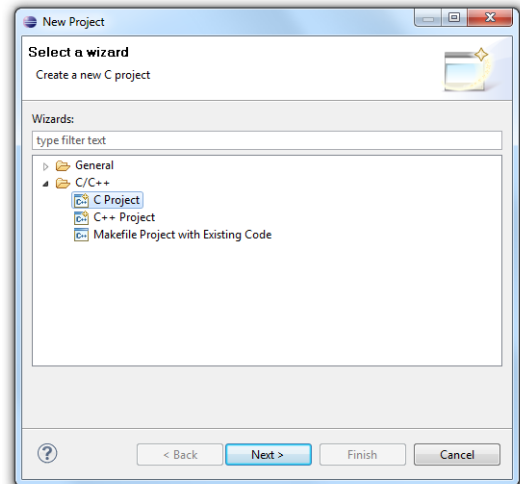 New Project
Select a wizard
Create a new C project
Wizards:
type filter text
General
C/C++
C Project
C++ Project
Makefile Project with Existing Code
< Back Next > Finish Cancel